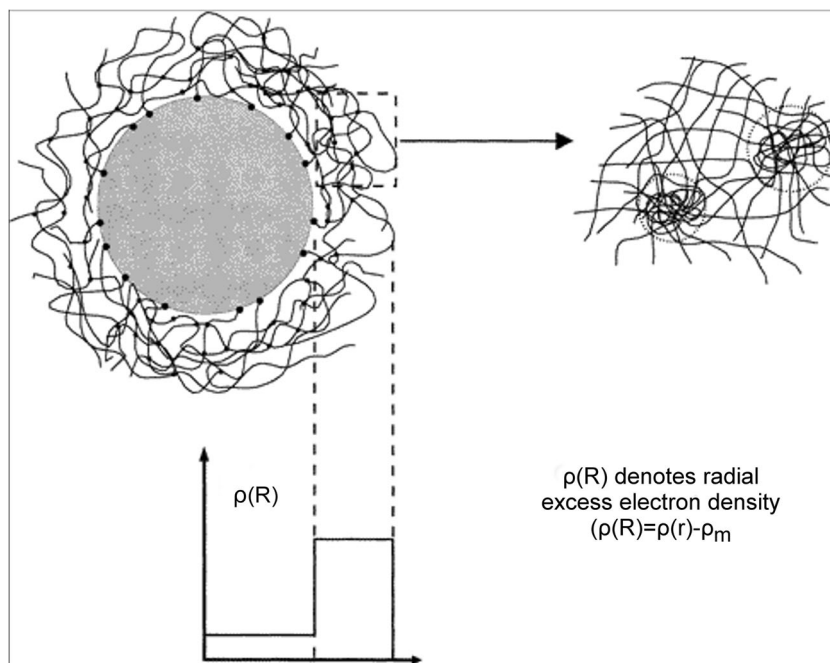 ρ(R)
ρ(R) denotes radial
excess electron density
(ρ(R)=ρ(r)-ρm